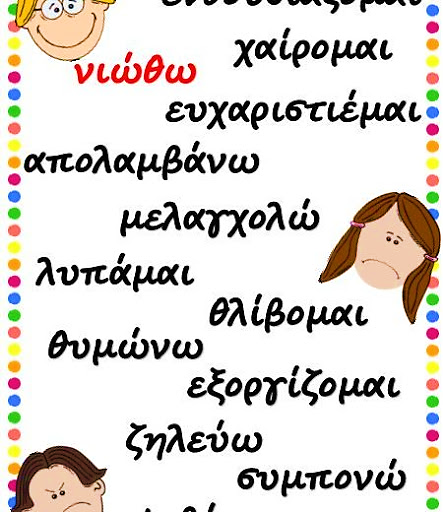 χαίρομαι
νιώθω
ευχαριστιέμαι
απολαμβάνω
μελαγχολώ
λυπάμαι
θλίβομαι
θυμώνω
εξοργίζομαι
ζηλεύω
συμπονώ